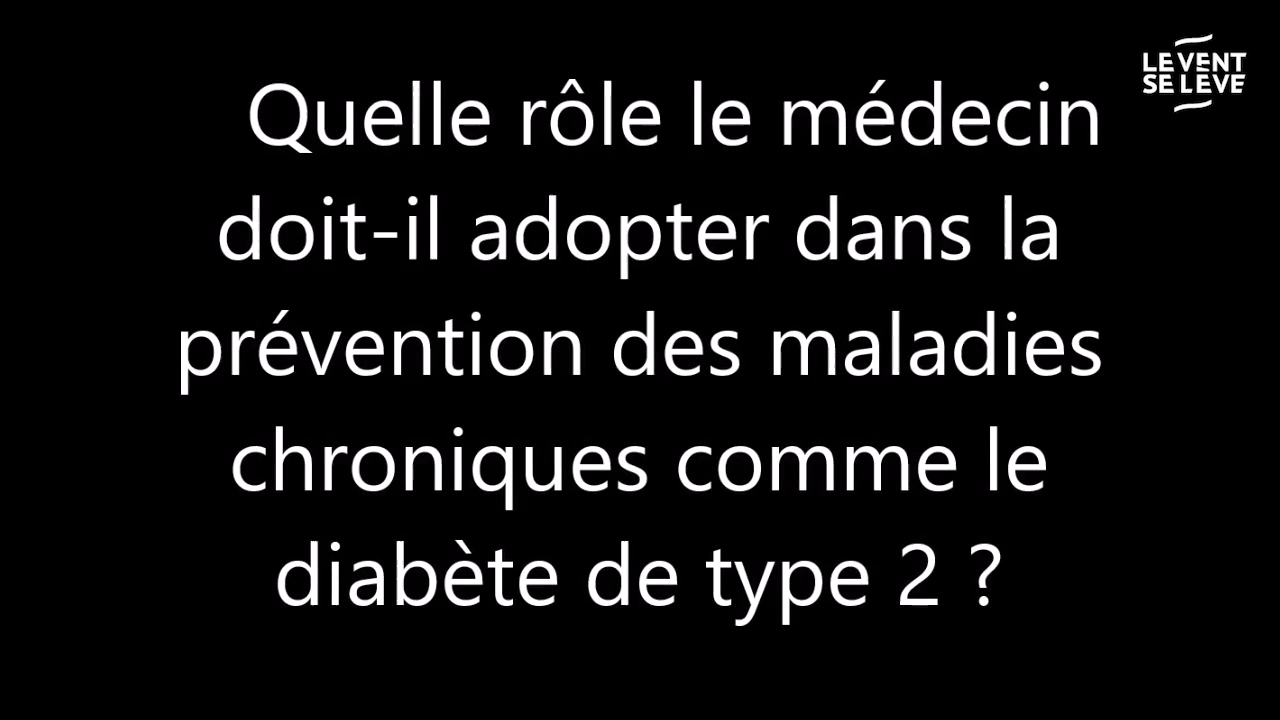 LE VENT
SE LÈVE
Quelle rôle le médecin
doit-il adopter dans la
prévention des maladies
chroniques comme le
diabète de type 2 ?